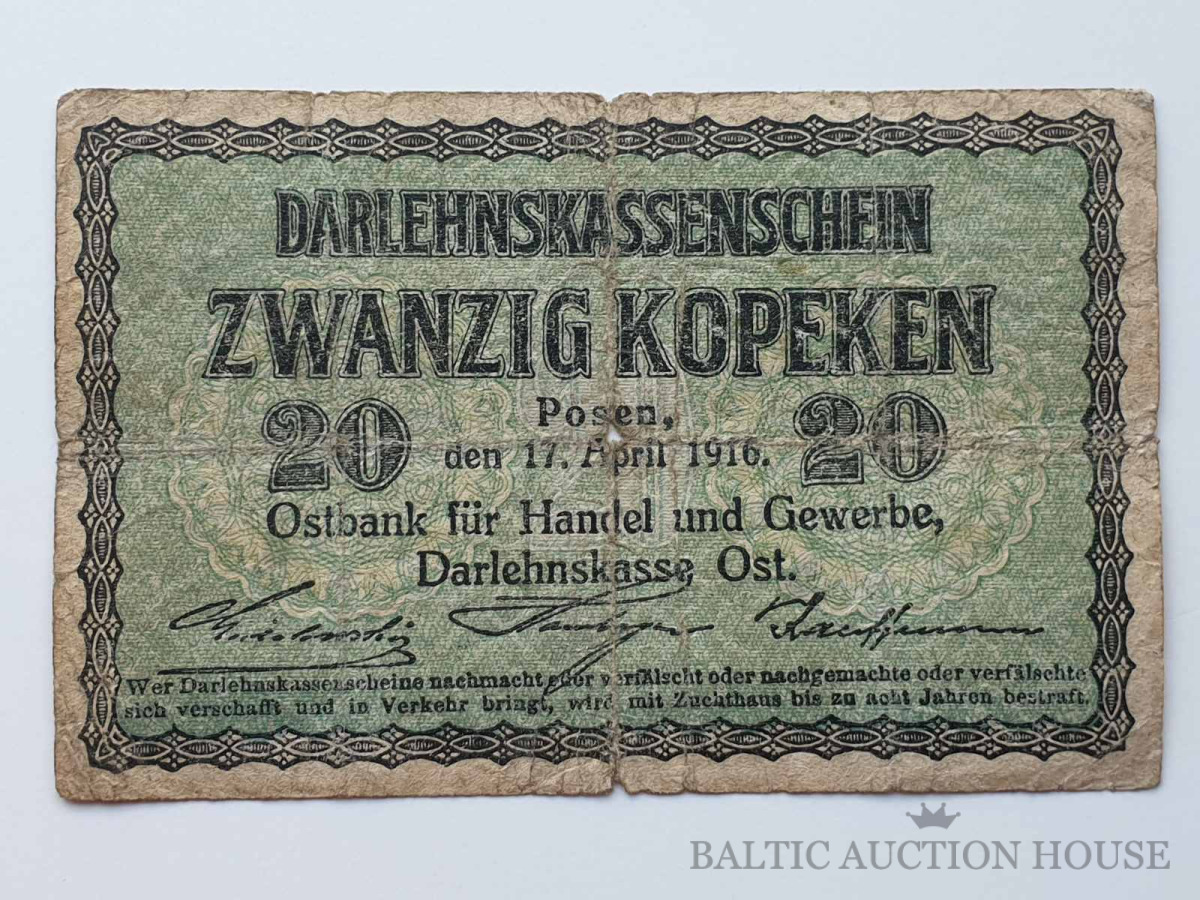 DARLEHNSKASSENSCHEIN
ZWANZIG KOPEKEN
20 Posen, 20
den 17. April 1916.
Ostbank für Handel und Gewerbe,
Darlehnskasse Ost.
Wer Darlehnskassenscheine nachmacht oder verfälscht oder nachgemachte oder verfälschte
sich verschafft und in Verkehr bringt, wird mit Zuchthaus bis zu acht Jahren bestraft.
BALTIC AUCTION HOUSE